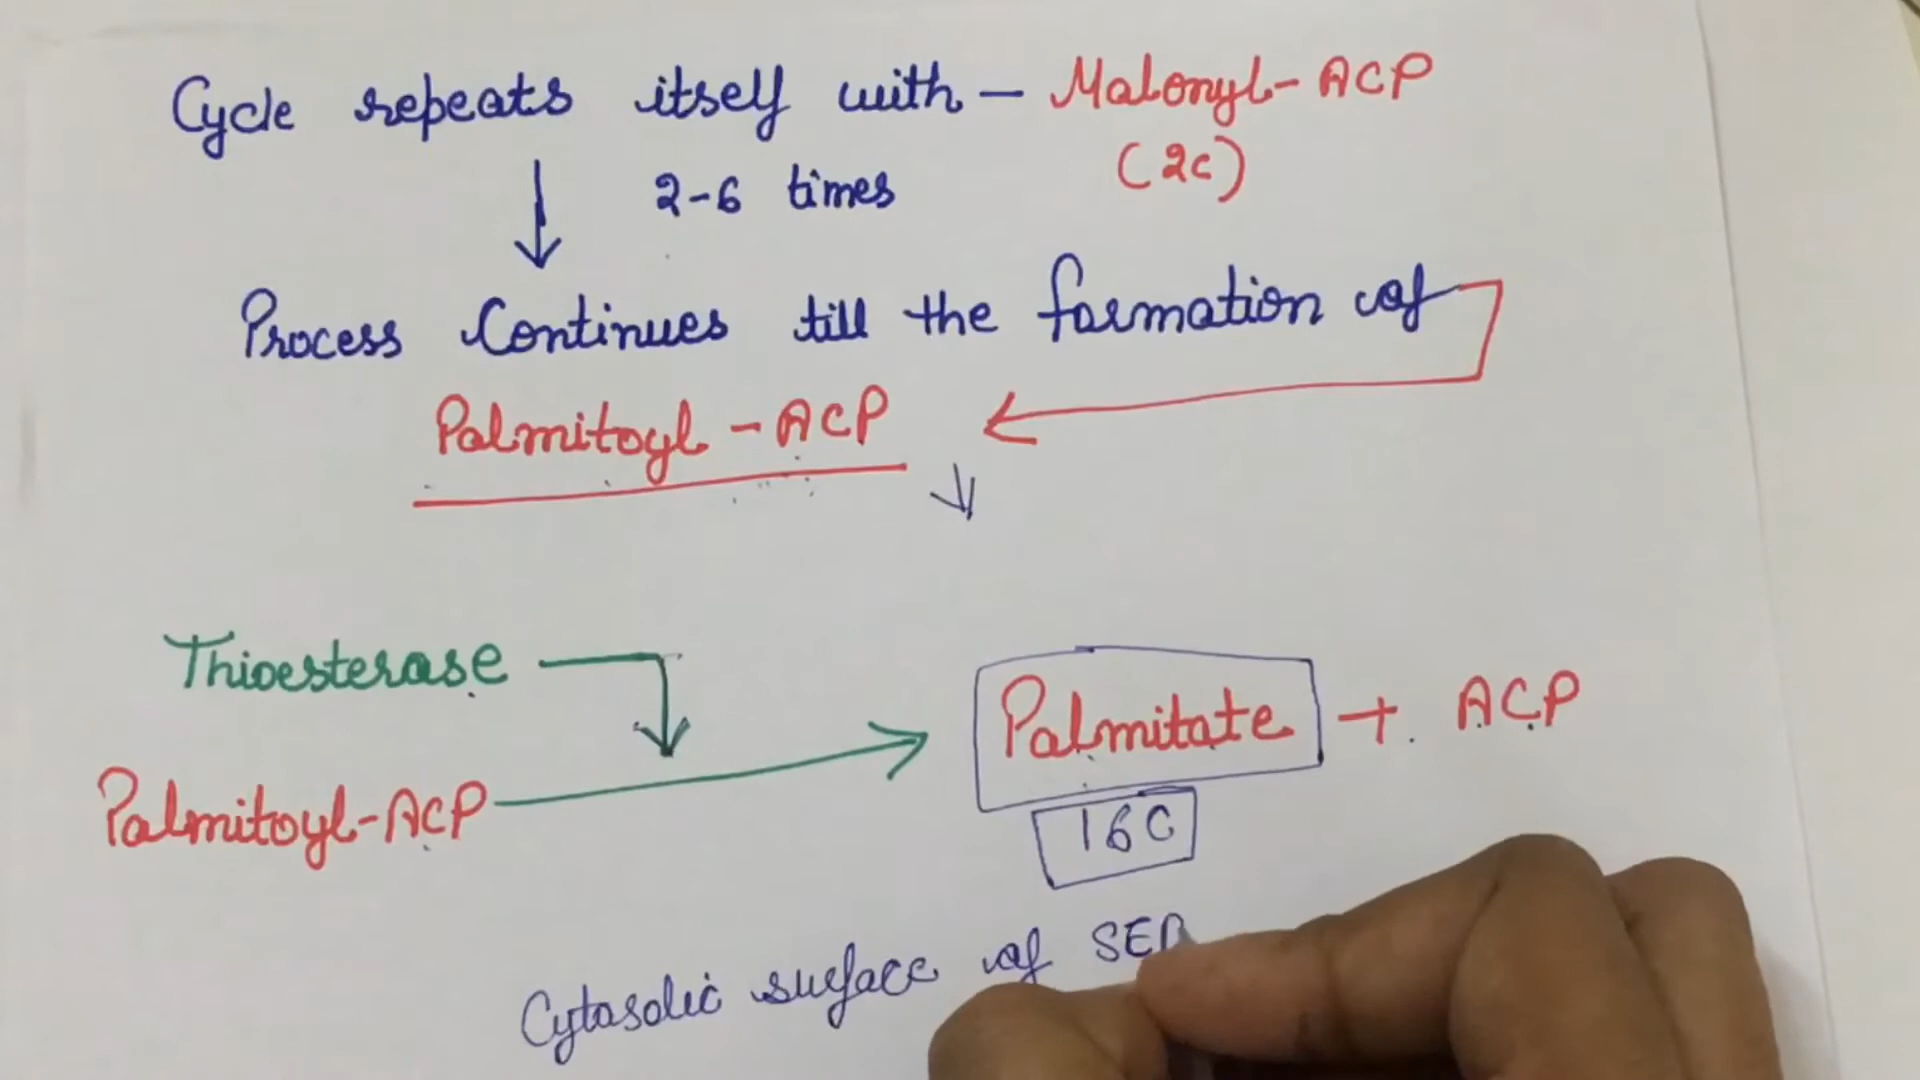 Cycle repeats itself with - Malonyl-ACP
(2C)
2-6 times
Process Continues till the formation of
Palmitoyl-ACP
Thioesterase
Palmitate + ACP
Palmitoyl-ACP
16C
Cytosolic surface of SER